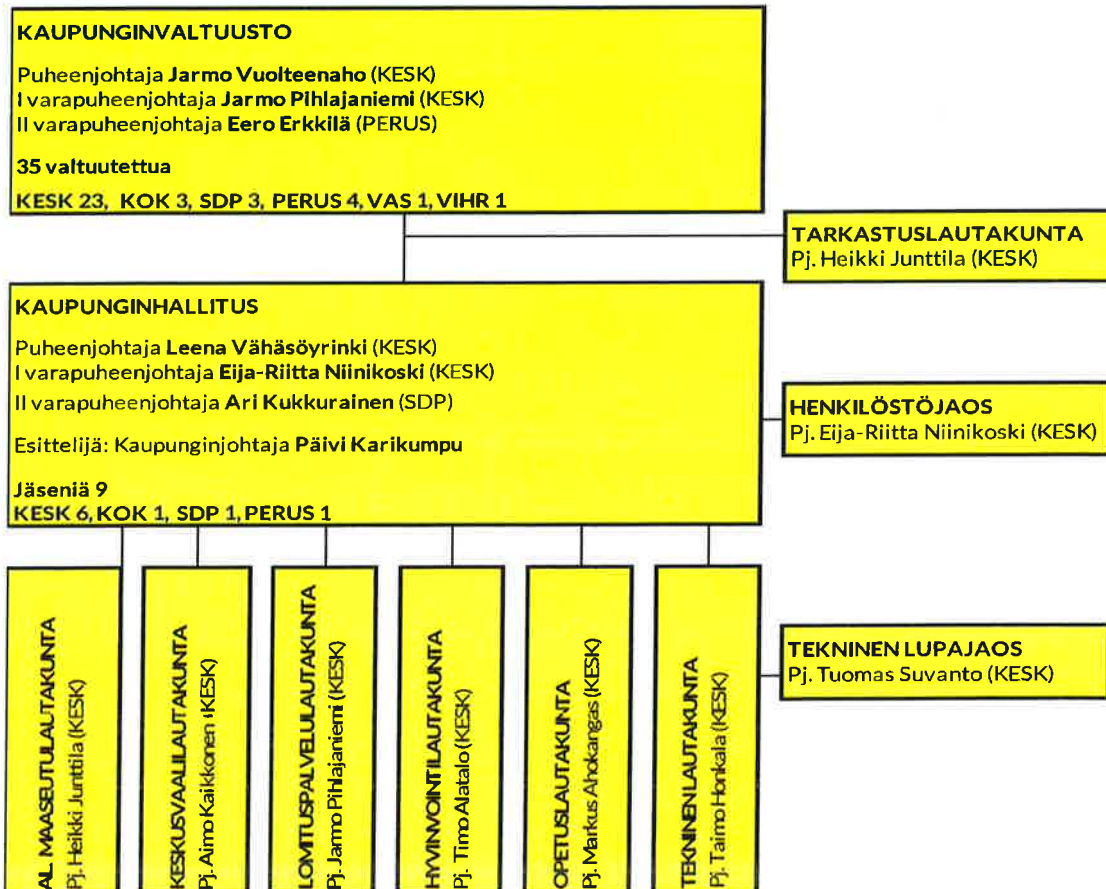 KAUPUNGINVALTUUSTO
Puheenjohtaja Jarmo Vuolteenaho (KESK)
I varapuheenjohtaja Jarmo Pihlajaniemi (KESK)
II varapuheenjohtaja Eero Erkkilä (PERUS)
35 valtuutettua
KESK 23, KOK 3, SDP 3, PERUS 4, VAS 1, VIHR 1
TARKASTUSLAUTAKUNTA
Pj. Heikki Junttila (KESK)
KAUPUNGINHALLITUS
Puheenjohtaja Leena Vähäsöyrinki (KESK)
I varapuheenjohtaja Eija-Riitta Niinikoski (KESK)
II varapuheenjohtaja Ari Kukkurainen (SDP)
Esittelijä: Kaupunginjohtaja Päivi Karikumpu
Jäseniä 9
KESK 6, KOK 1, SDP 1, PERUS 1
HENKILÖSTÖJAOS
Pj. Eija-Riitta Niinikoski (KESK)
AL MAASEUTULAUTAKUNTA
Pj. Heikki Junttila (KESK)
KESKUSVAALILAUTAKUNTA
Pj. Aimo Kaikkonen (KESK)
LOMITUSPALVELULAUTAKUNTA
Pj. Jarmo Pihlajaniemi (KESK)
HYVINVOINTILAUTAKUNTA
Pj. Timo Alatalo (KESK)
OPETUSLAUTAKUNTA
Pj. Markus Ahokangas (KESK)
TEKNINEN LAUTAKUNTA
Pj. Taimo Honkala (KESK)
TEKNINEN LUPAJAOS
Pj. Tuomas Suvanto (KESK)